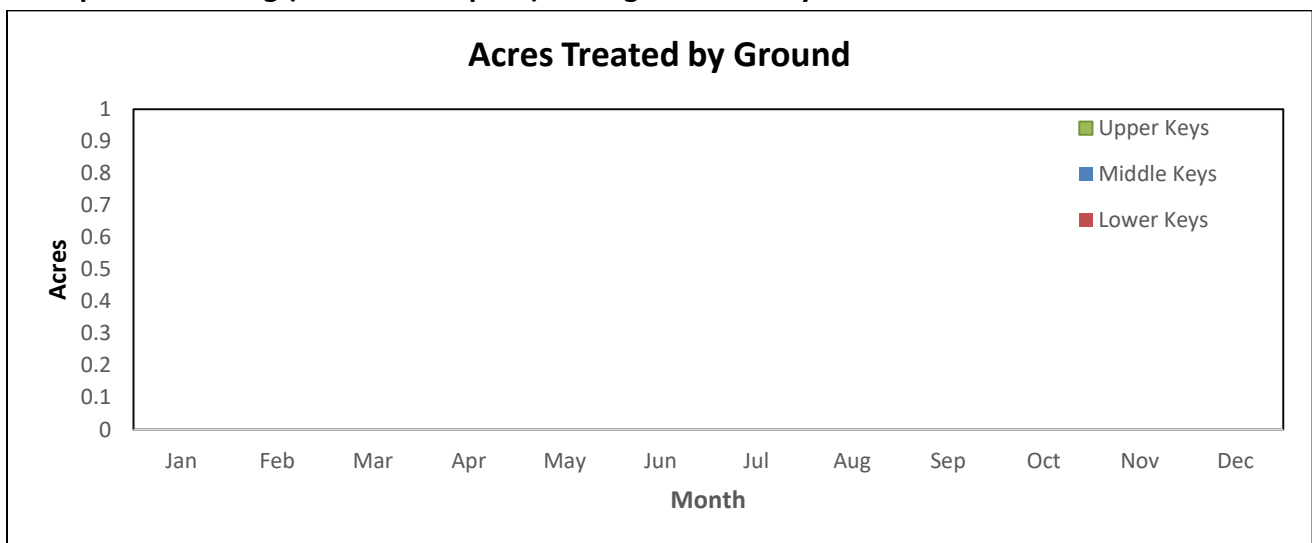 Acres Treated by Ground
1
0.9
0.8
0.7
0.6
0.5
0.4
0.3
0.2
0.1
0
Acres
Upper Keys
Middle Keys
Lower Keys
Jan Feb Mar Apr May Jun Jul Aug Sep Oct Nov Dec
Month